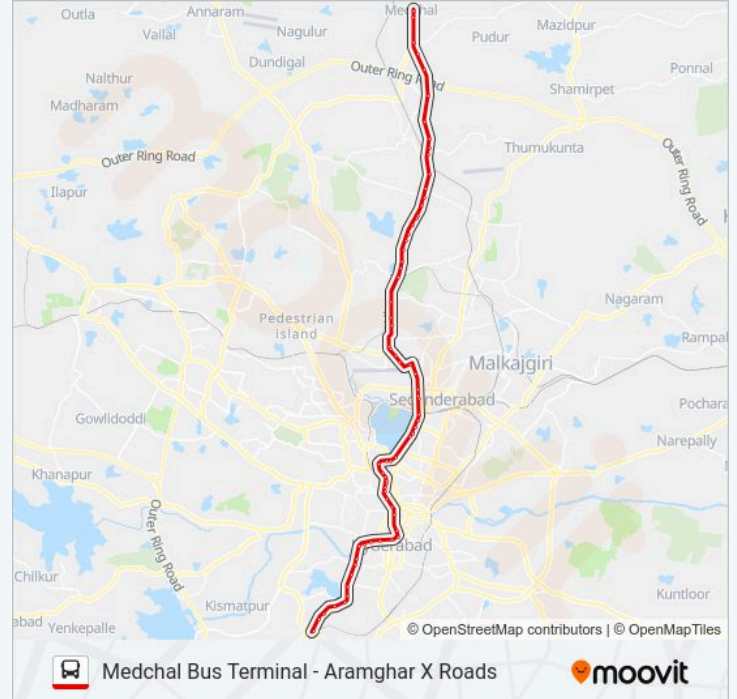 Outla
Annaram
Medchal
Mazidpur
Vailal
Nagulur
Pudur
Dundigal
Outer Ring Road
Ponnal
Nalthur
Shamirpet
Madharam
Outer Ring Road
Thumukunta
Outer Ring Road
Ilapur
Nagaram
Pedestrian
island
Rampal
Malkajgiri
Secunderabad
Gowlidoddi
Pochara
Narepally
Khanapur
Outer Ring Road
Hyderabad
Chilkur
Kismatpur
Kuntloor
abad
Yenkepalle
© OpenStreetMap contributors | © OpenMapTiles
Medchal Bus Terminal - Aramghar X Roads
moovit